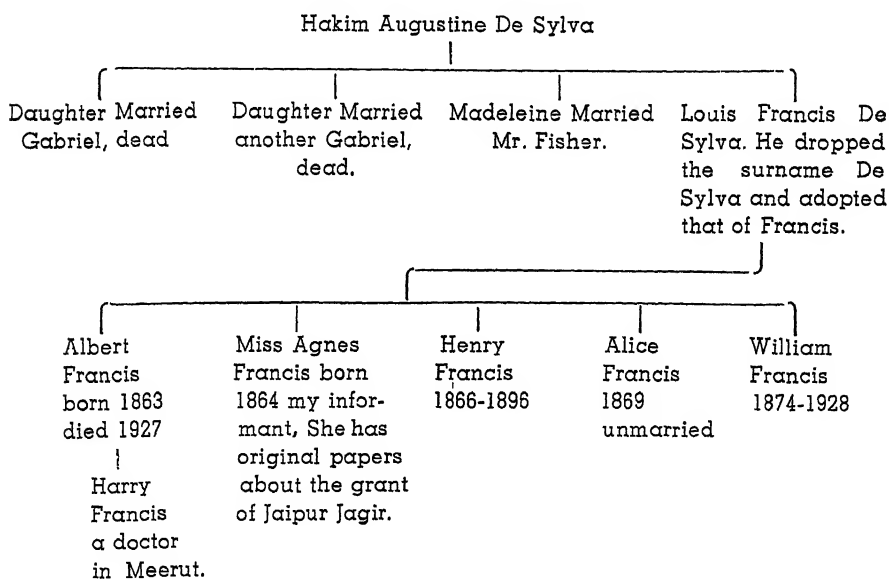 Hakim Augustine De Sylva
Daughter Married
Gabriel, dead
Daughter Married
another Gabriel,
dead.
Madeleine Married
Mr. Fisher.
Louis Francis De
Sylva. He dropped
the surname De
Sylva and adopted
that of Francis.
Albert
Francis
born 1863
died 1927
Harry
Francis
a doctor
in Meerut.
Miss Agnes
Francis born
1864 my infor-
mant, She has
original papers
about the grant
of Jaipur Jagir.
Henry
Francis
1866-1896
Alice
Francis
1869
unmarried
William
Francis
1874-1928